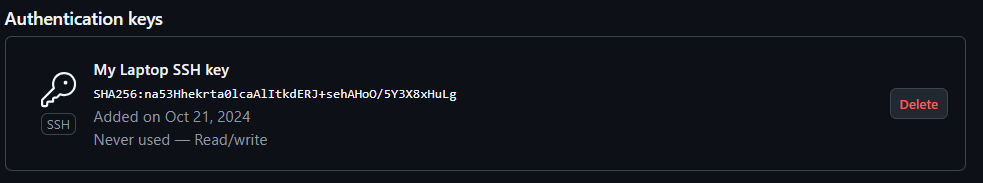 Authentication keys
My Laptop SSH key
SHA256:na53Hhekrta0lcaAlItkdERJ+sehAHoO/5Y3X8xHuLg
SSH
Added on Oct 21, 2024
Never used — Read/write
Delete